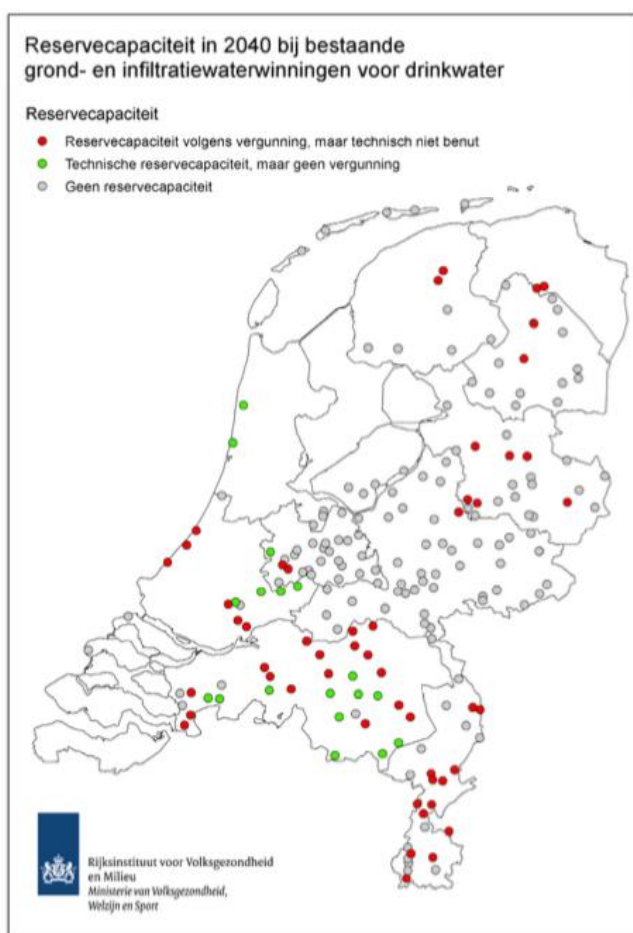 Reservecapaciteit in 2040 bij bestaande
grond- en infiltratiewaterwinningen voor drinkwater
Reservecapaciteit
Reservecapaciteit volgens vergunning, maar technisch niet benut
Technische reservecapaciteit, maar geen vergunning
Geen reservecapaciteit
Rijksinstituut voor Volksgezondheid
en Milieu
Ministerie van Volksgezondheid,
Welzijn en Sport